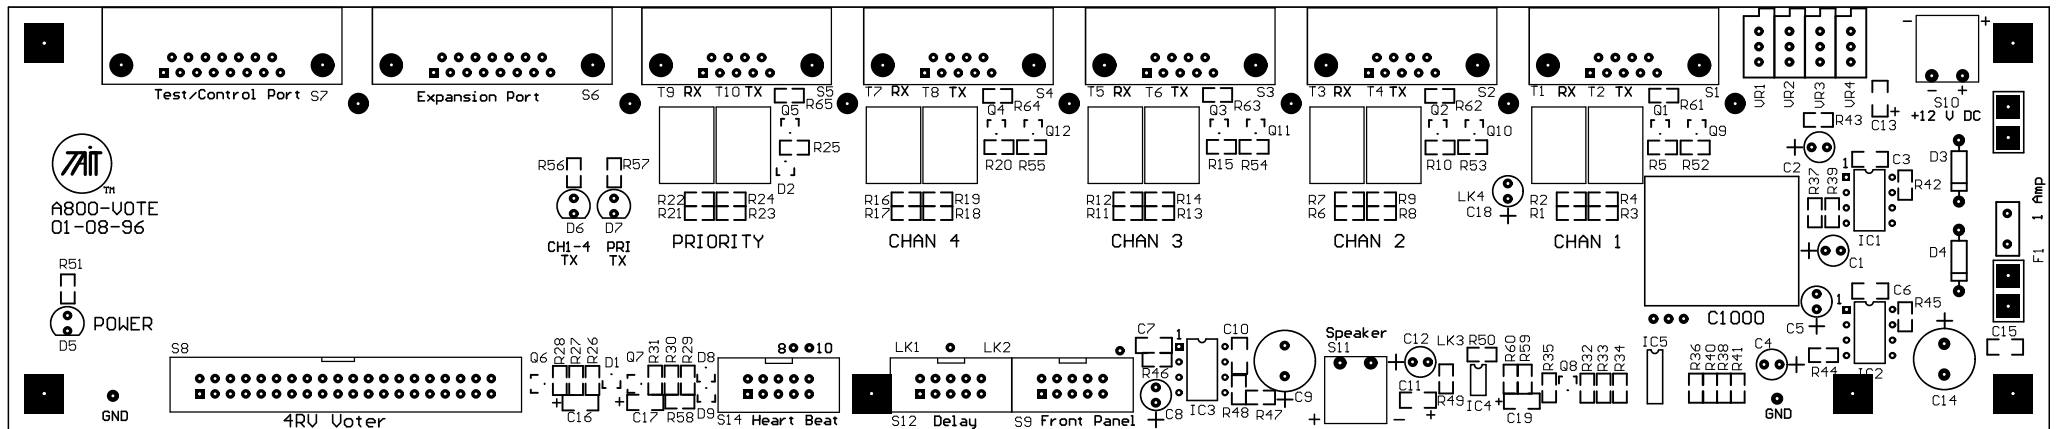 Test/Control Port S7
Expansion Port S6
T9 RX T10 TX S5
T7 RX T8 TX S4
T5 RX T6 TX S3
T3 RX T4 TX S2
T1 RX T2 TX S1
VR1 VR2 VR3 VR4
- +
- +
S10
+12 V DC
C13 +
R43
Q5 R65
R25
D2
Q4 R64
Q12
R20 R55
Q3 R63
Q11
R15 R54
Q2 R62
Q10
R10 R53
Q1 R61
Q9
R5 R52
TAIT
TM
A800-VOTE
01-08-96
R56 R57
D6 D7
CH1-4 PRI
TX TX
R22 R24
R21 R23
PRIORITY
R16 R19
R17 R18
CHAN 4
R12 R14
R11 R13
CHAN 3
R7 R9
R6 R8
CHAN 2
LK4
C18 +
R2 R4
R1 R3
CHAN 1
+
C2
1 C3
R37 R39
R42
IC1
+ C1
D3
D4
1 Amp
F1
C1000
C5 +
1 C6
R45
IC2
R44
+
C14
C15
C4 +
GND
R51
D5
POWER
S8
GND
4RV Voter
Q6 R28 R27 R26
+ C16
D1
Q7 R31 R30 R29
+ C17 R58
D8
D9
8 10
S14 Heart Beat
LK1 LK2
S12 Delay
S9 Front Panel
C7 1 C10
R46
C8 +
IC3
R48 R47
+
C9
Speaker
S11
+ -
+ C12
C11 +
R49
LK3 R50
IC4
R60 R59
+ C19
R35 Q8 R32 R33 R34
IC5
R36 R40 R38 R41